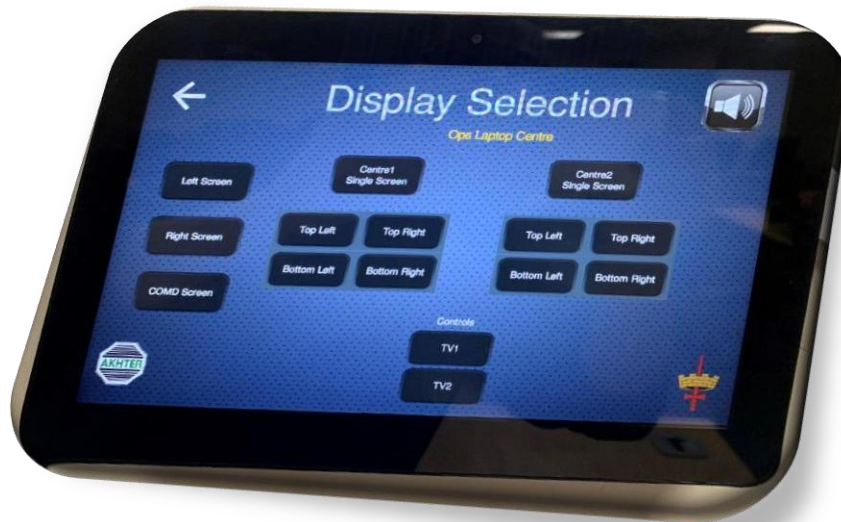 Display Selection
Ops Laptop Centre
Left Screen
Right Screen
COMD Screen
Centre1
Single Screen
Top Left
Top Right
Bottom Left
Bottom Right
Centre2
Single Screen
Top Left
Top Right
Bottom Left
Bottom Right
Controls
TV1
TV2
AKHTER